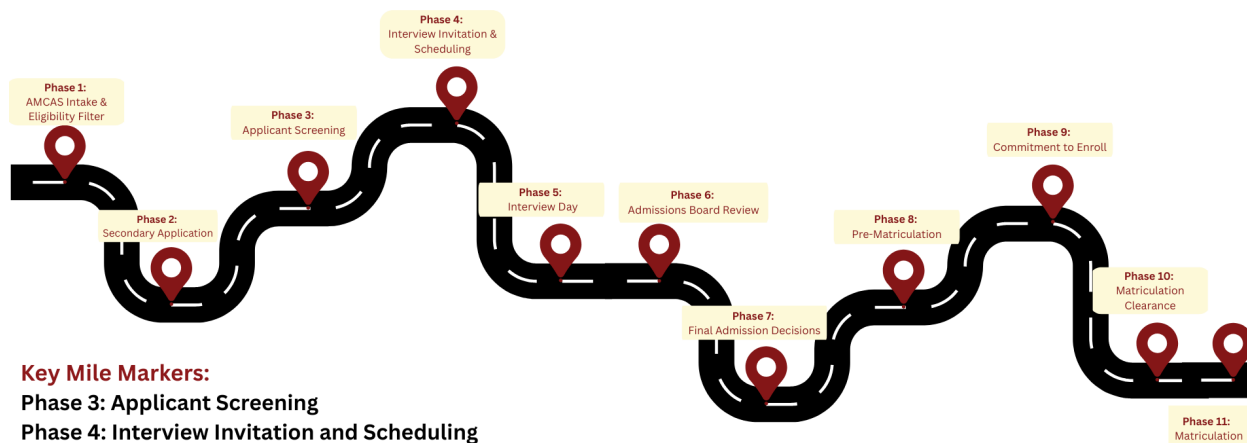 Phase 1:
AMCAS Intake &
Eligibility Filter
Phase 2:
Secondary Application
Phase 3:
Applicant Screening
Phase 4:
Interview Invitation &
Scheduling
Phase 5:
Interview Day
Phase 6:
Admissions Board Review
Phase 7:
Final Admission Decisions
Phase 8:
Pre-Matriculation
Phase 9:
Commitment to Enroll
Phase 10:
Matriculation
Clearance
Phase 11:
Matriculation
Key Mile Markers:
Phase 3: Applicant Screening
Phase 4: Interview Invitation and Scheduling